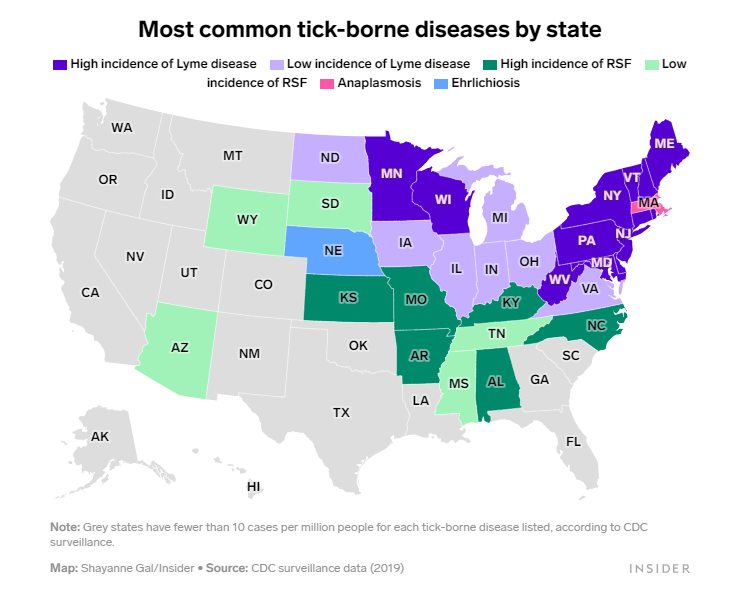 Most common tick-borne diseases by state
High incidence of Lyme disease Low incidence of Lyme disease High incidence of RSF Low
incidence of RSF Anaplasmosis Ehrlichiosis
WA
ME
MT
ND
VT
MN
OR
ID
NY
MA
WI
SD
MI
WY
NJ
PA
IA
NE
NV
OH
MD
UT
IL
IN
WV
CO
VA
CA
KS
MO
KY
NC
TN
OK
AZ
NM
AR
SC
GA
MS
AL
LA
TX
AK
FL
HI
Note: Grey states have fewer than 10 cases per million people for each tick-borne disease listed, according to CDC
surveillance.
Map: Shayanne Gal/Insider • Source: CDC surveillance data (2019)
INSIDER